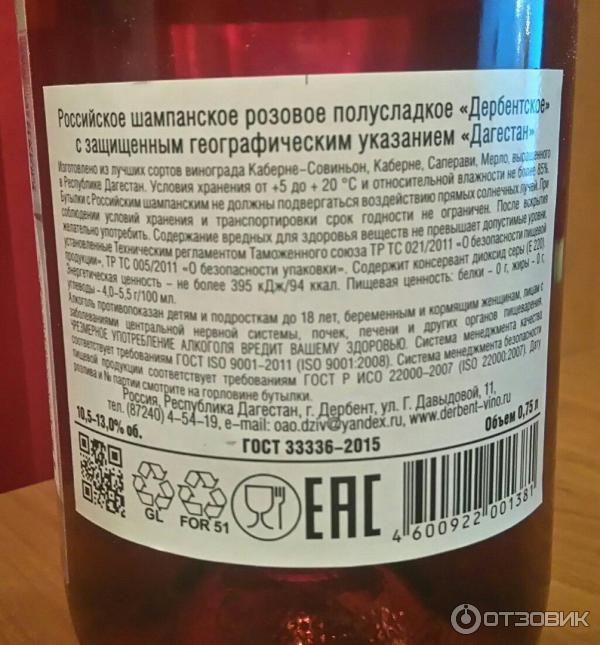 Российское шампанское розовое полусладкое «Дербентское»
с защищенным географическим указанием «Дагестан»
Изготовлено из лучших сортов винограда Каберне-Совиньон, Каберне, Саперави, Мерло, выращенного
в Республике Дагестан. Условия хранения от +5 до + 20 °С и относительной влажности не более 85%.
Бутылки с Российским шампанским не должны подвергаться воздействию прямых солнечных лучей. При
соблюдении условий хранения и транспортировки срок годности не ограничен. После вскрытия
желательно употребить. Содержание вредных для здоровья веществ не превышает допустимые уровни,
установленные Техническим регламентом Таможенного союза ТР ТС 021/2011 «О безопасности пищевой
продукции», ТР ТС 005/2011 «О безопасности упаковки». Содержит консервант диоксид серы (Е 220).
Энергетическая ценность – не более 395 кДж/94 ккал. Пищевая ценность: белки – 0 г, жиры – 0 г,
углеводы - 4,0–5,5 г/100 мл.
Алкоголь противопоказан детям и подросткам до 18 лет, беременным и кормящим женщинам, лицам с
заболеваниями центральной нервной системы, почек, печени и других органов пищеварения.
ЧРЕЗМЕРНОЕ УПОТРЕБЛЕНИЕ АЛКОГОЛЯ ВРЕДИТ ВАШЕМУ ЗДОРОВЬЮ. Система менеджмента качества
соответствует требованиям ГОСТ ISO 9001–2011 (ISO 9001:2008). Система менеджмента безопасности
пищевой продукции соответствует требованиям ГОСТ Р ИСО 22000–2007 (ISO 22000:2007). Дату
розлива и № партии смотрите на горловине бутылки.
Россия, Республика Дагестан, г. Дербент, ул. Г. Давыдовой, 11,
тел. (87240) 4–54–19, e-mail: oao.dziv@yandex.ru, www.derbent-vino.ru
10,5–13,0% об.
Объем 0,75 л
ГОСТ 33336–2015
GL
FOR 51
EAC
4 600922 001381
ОТЗОВИК